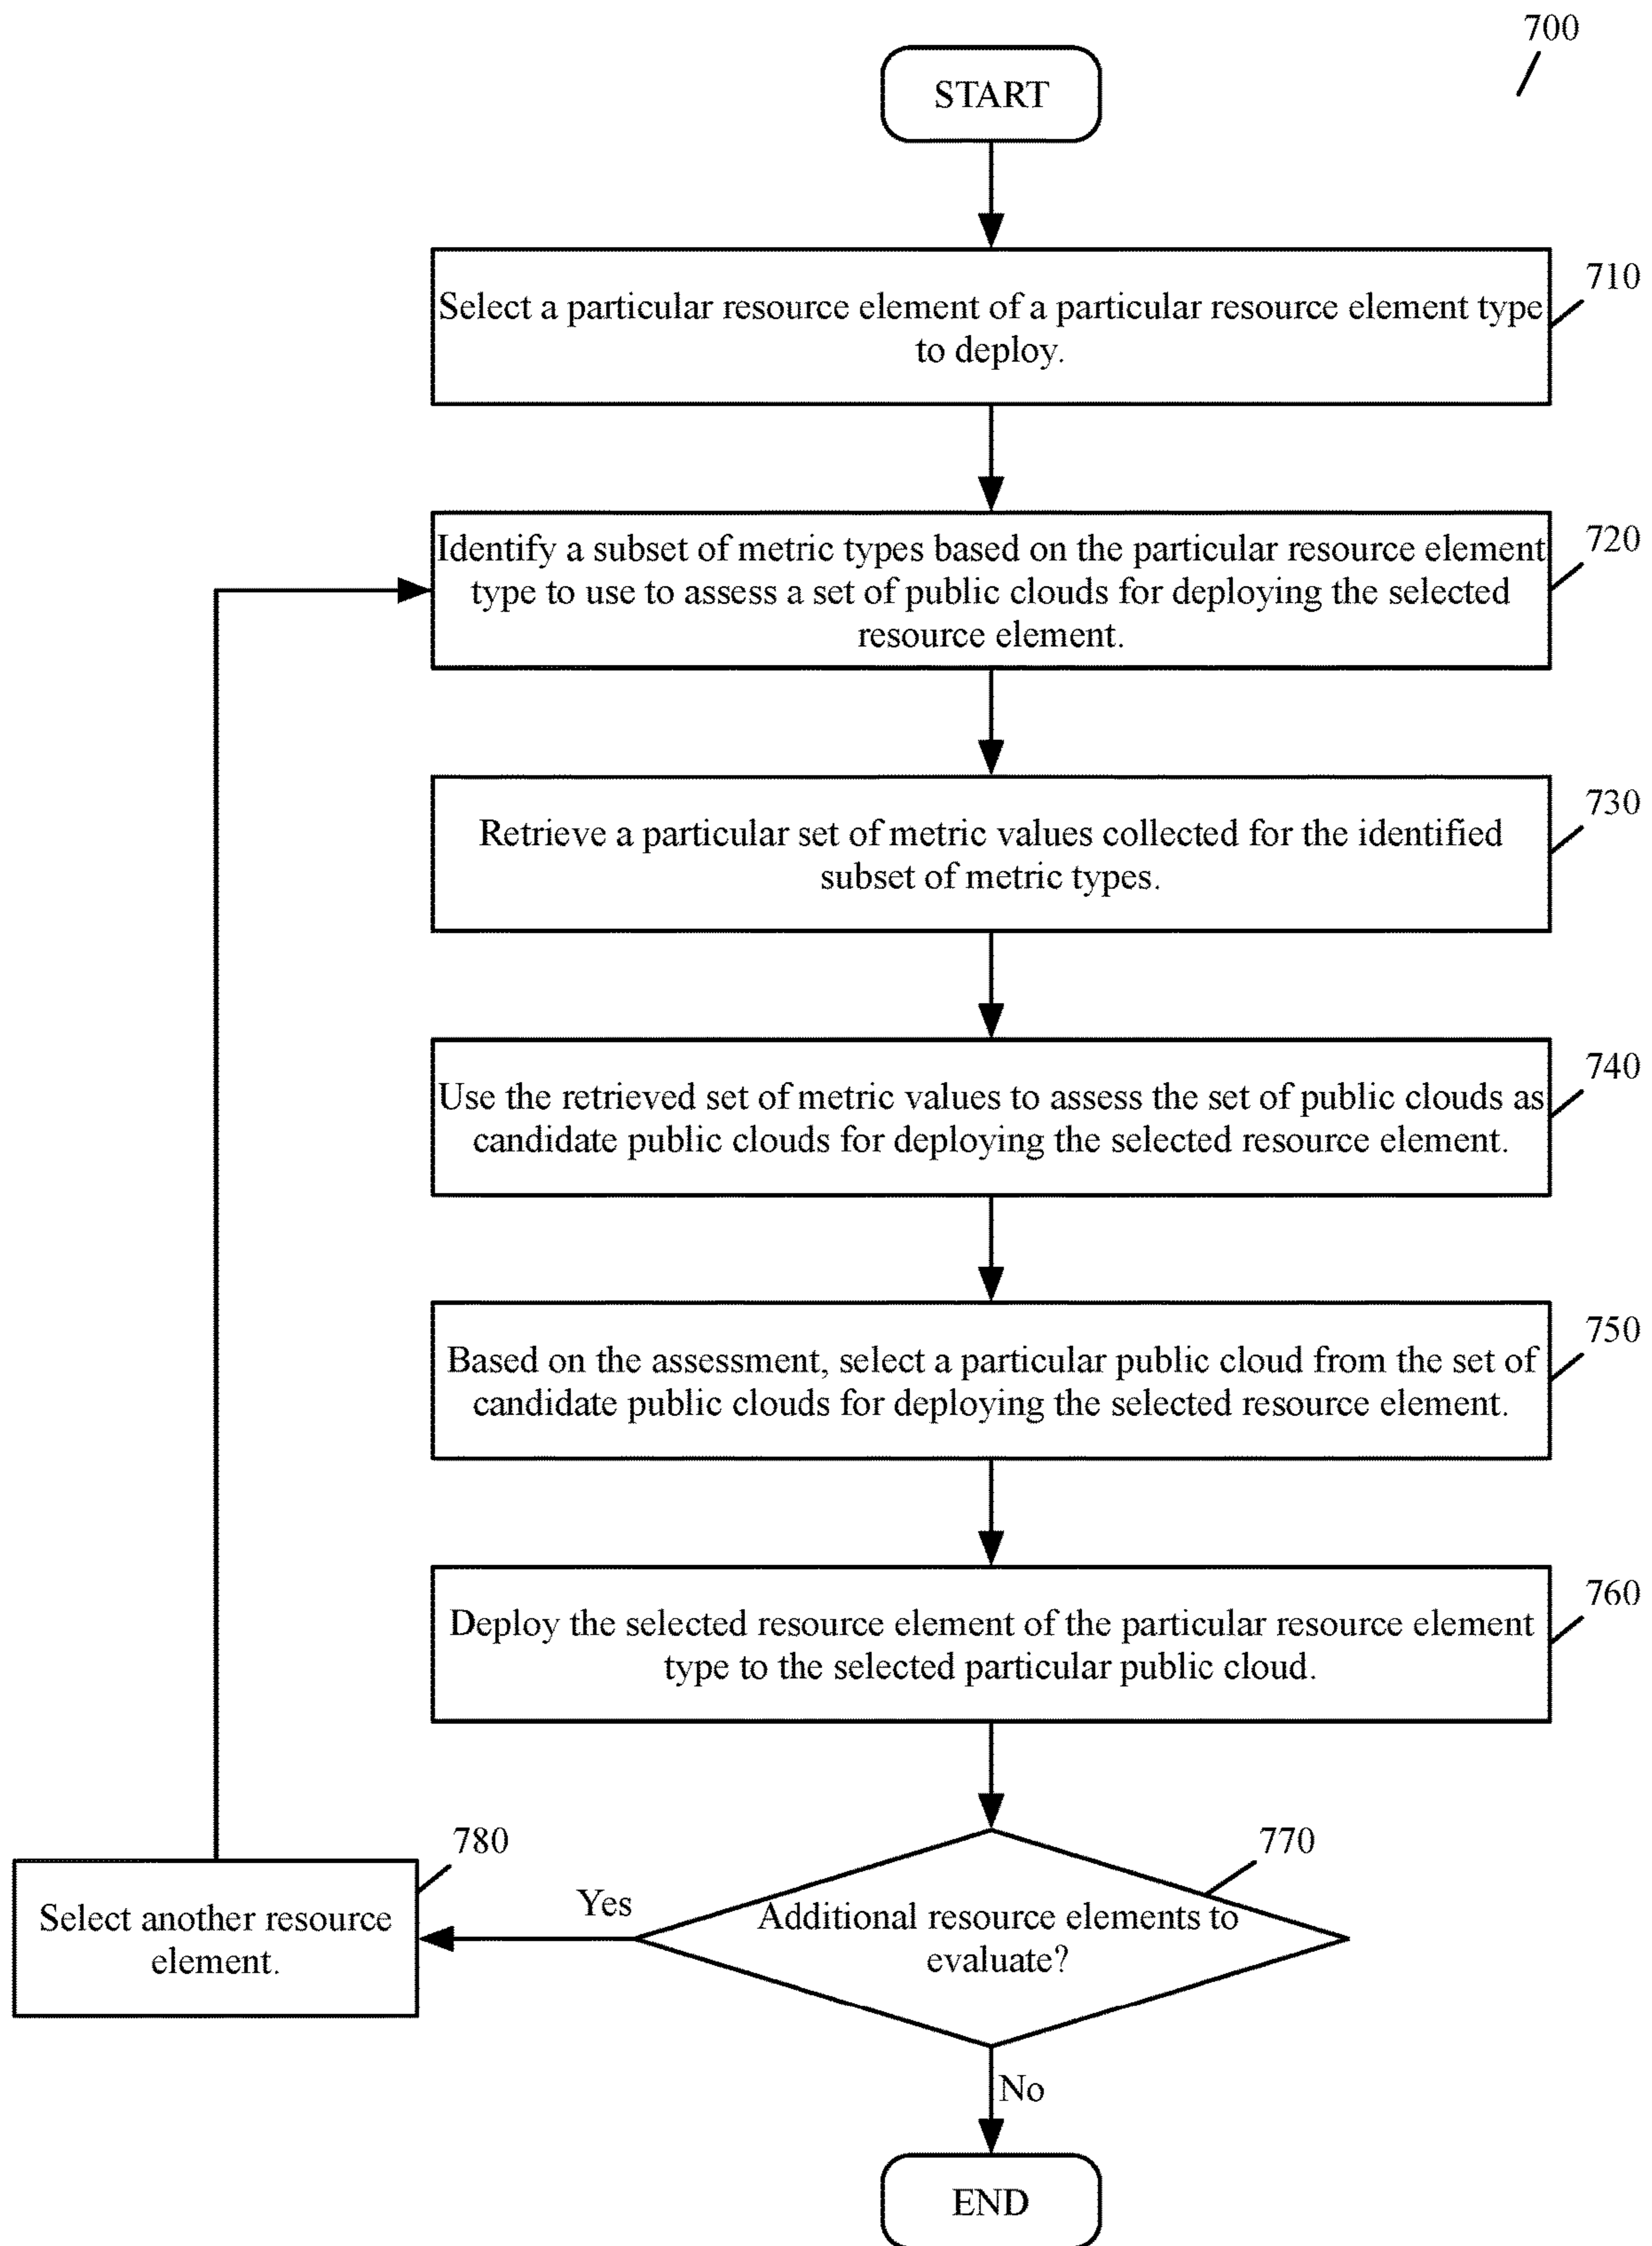 700
START
710
Select a particular resource element of a particular resource element type
to deploy.
720
Identify a subset of metric types based on the particular resource element
type to use to assess a set of public clouds for deploying the selected
resource element.
730
Retrieve a particular set of metric values collected for the identified
subset of metric types.
740
Use the retrieved set of metric values to assess the set of public clouds as
candidate public clouds for deploying the selected resource element.
750
Based on the assessment, select a particular public cloud from the set of
candidate public clouds for deploying the selected resource element.
760
Deploy the selected resource element of the particular resource element
type to the selected particular public cloud.
770
Additional resource elements to
evaluate?
Yes
780
Select another resource
element.
No
END